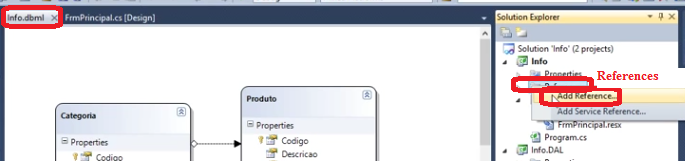 Info.dbml
FrmPrincipal.cs [Design]
Solution Explorer
Solution 'Info' (2 projects)
Info
Properties
References
Add Reference...
Add Service Reference...
FrmPrincipal.resx
Program.cs
Info.DAL
Categoria
Properties
Codigo
Produto
Properties
Codigo
Descricao